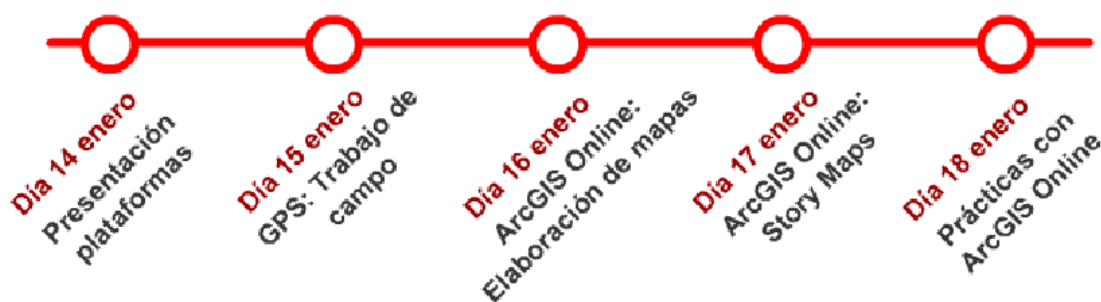 Día 14 enero
Presentación
plataformas
Día 15 enero
GPS: Trabajo de
campo
Día 16 enero
ArcGIS Online:
Elaboración de mapas
Día 17 enero
ArcGIS Online:
Story Maps
Día 18 enero
Prácticas con
ArcGIS Online